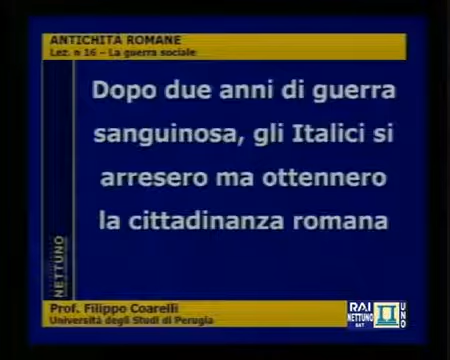 ANTICHITÀ ROMANE
Lez. n 16 – La guerra sociale
Dopo due anni di guerra
sanguinosa, gli Italici si
arresero ma ottennero
la cittadinanza romana
NETTUNO
Prof. Filippo Coarelli
Università degli Studi di Perugia
RAI
NETTUNO
SAT
UNO